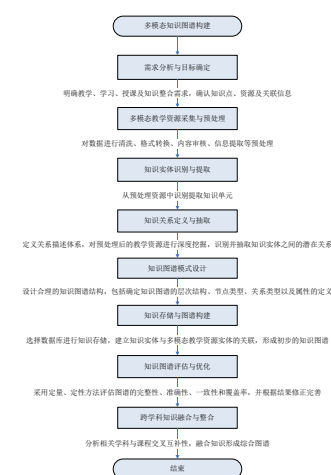 多模态知识图谱构建
需求分析与目标确定
明确教学、学习、授课及知识整合需求，确认知识点、资源及关联信息
多模态教学资源采集与预处理
对数据进行清洗、格式转换、内容审核、信息提取等预处理
知识实体识别与提取
从预处理资源中识别提取知识单元
知识关系定义与抽取
定义关系描述体系，对预处理后的教学资源进行深度挖掘，识别并抽取知识实体之间的潜在关系
知识图谱模式设计
设计合理的知识图谱结构，包括确定知识图谱的层次结构、节点类型、关系类型以及属性的定义
知识存储与图谱构建
选择数据库进行知识存储，建立知识实体与多模态教学资源实体的关联，形成初步的知识图谱
知识图谱评估与优化
采用定量、定性方法评估图谱的完整性、准确性、一致性和覆盖率，并根据结果修正完善
跨学科知识融合与整合
分析相关学科与课程交叉互补性，融合知识形成综合图谱
结束